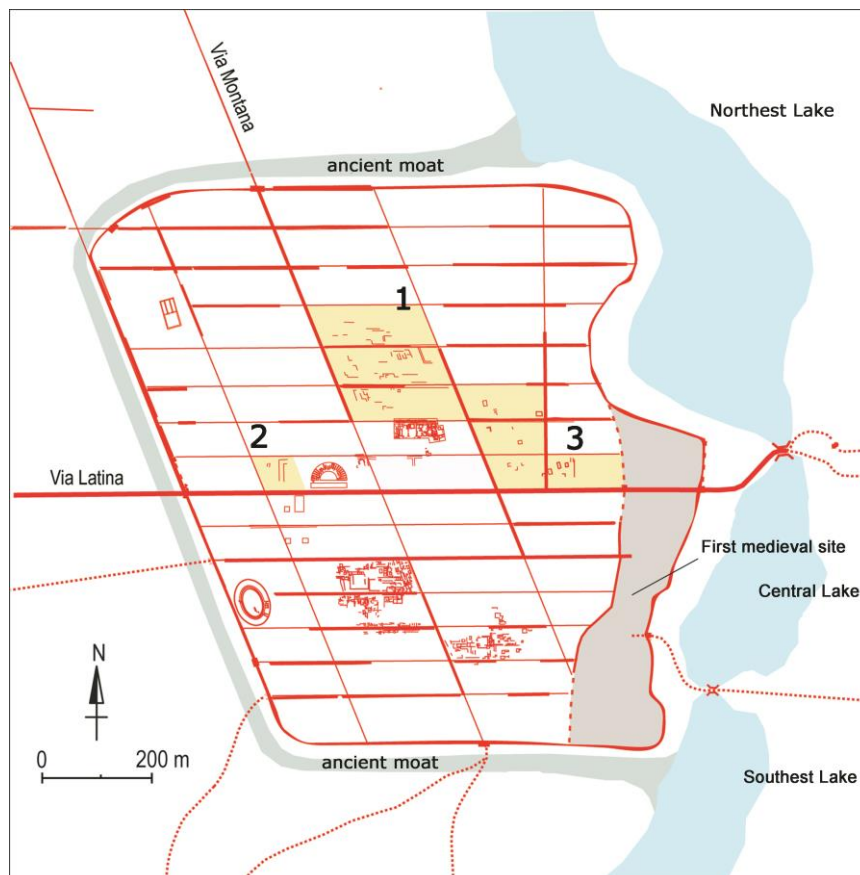 Via Montana
Northest Lake
ancient moat
1
2
3
Via Latina
First medieval site
Central Lake
N
0 200 m
ancient moat
Southest Lake